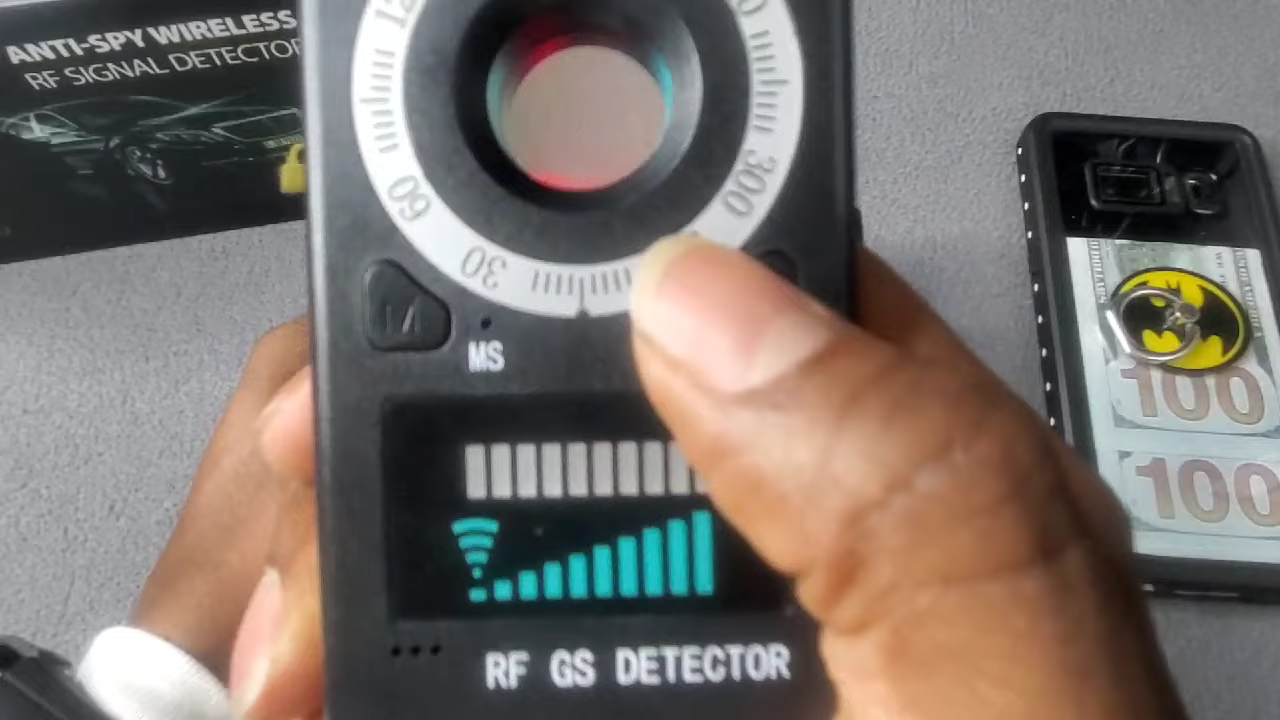 ANTI-SPY WIRELESS
RF SIGNAL DETECTOR
60
30
300
MS
RF GS DETECTOR
100
100